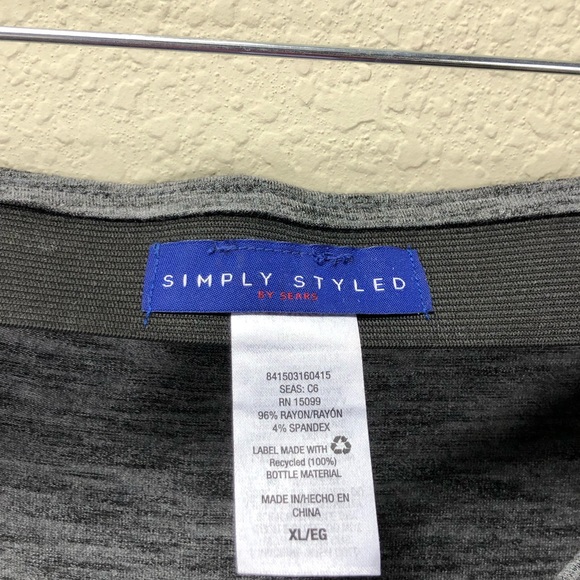 SIMPLY STYLED
BY SEARS
841503160415
SEAS: C6
RN 15099
96% RAYON/RAYÓN
4% SPANDEX
LABEL MADE WITH
Recycled (100%)
BOTTLE MATERIAL
MADE IN/HECHO EN
CHINA
XL/EG